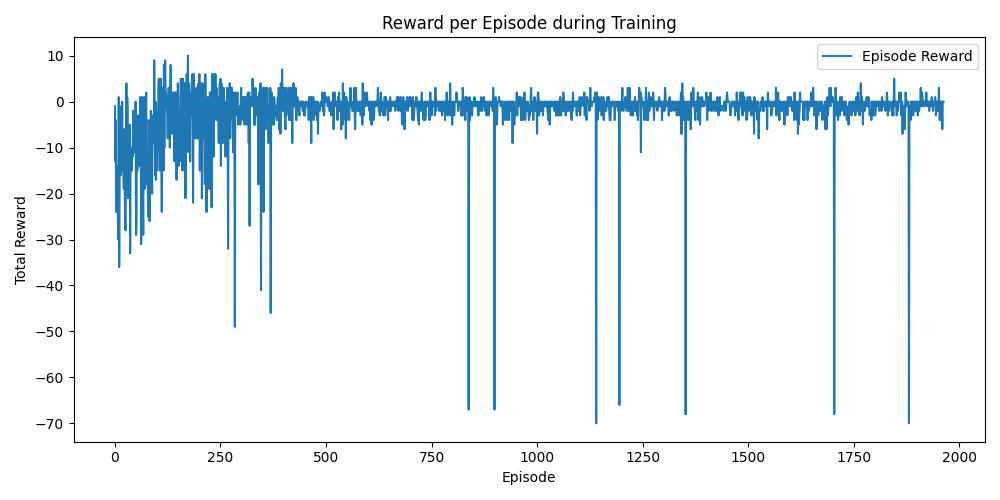 Reward per Episode during Training
Episode Reward
Total Reward
10
0
−10
−20
−30
−40
−50
−60
−70
0 250 500 750 1000 1250 1500 1750 2000
Episode